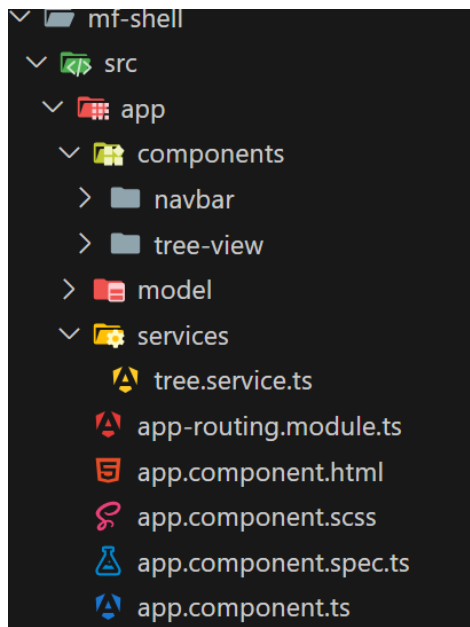 mf-shell
src
app
components
navbar
tree-view
model
services
tree.service.ts
app-routing.module.ts
app.component.html
app.component.scss
app.component.spec.ts
app.component.ts